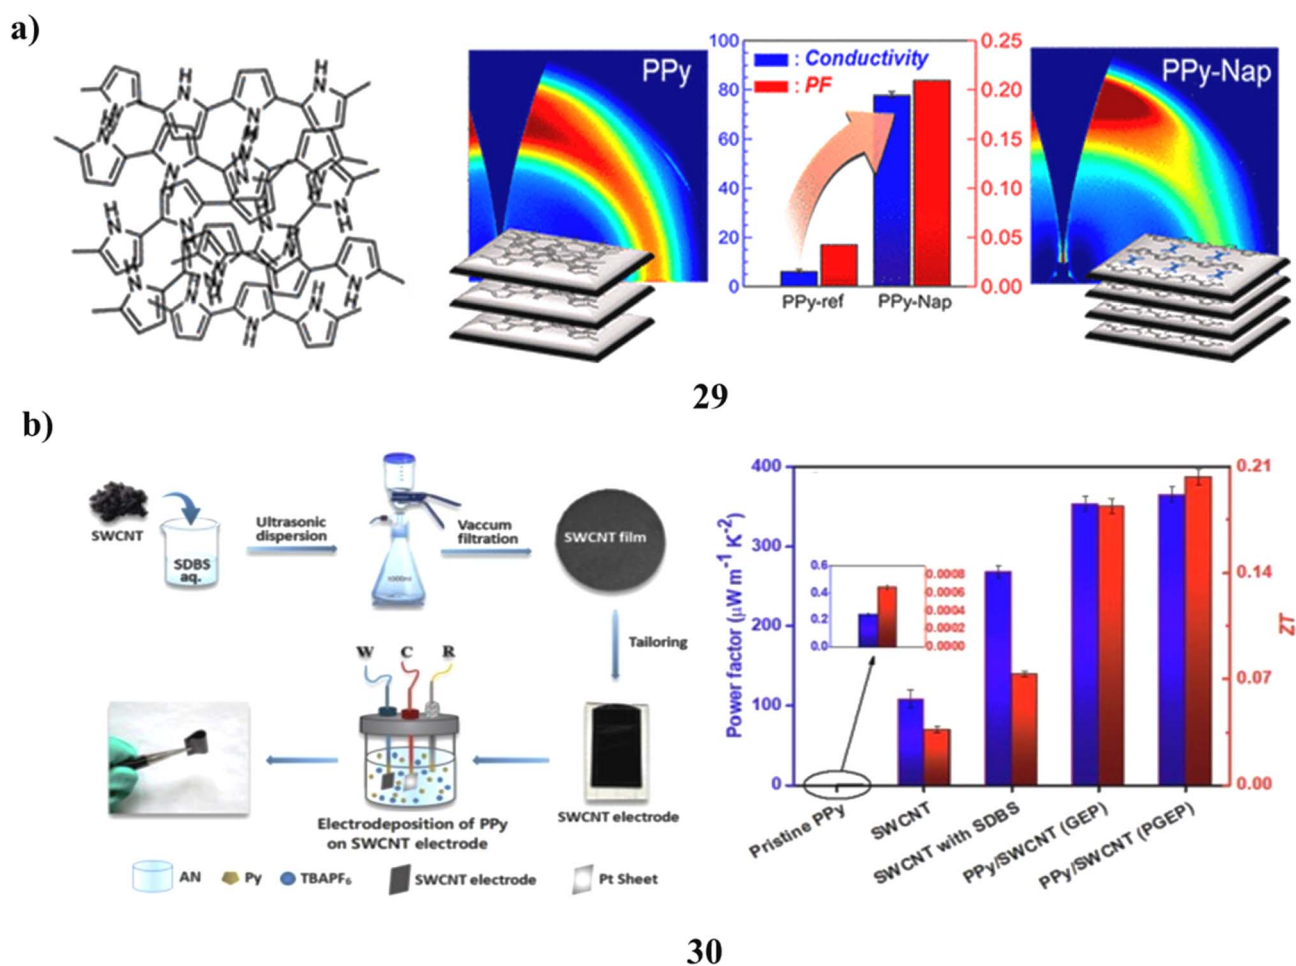 a)
PPy
100
80
60
40
20
0
: Conductivity
: PF
0.25
0.20
0.15
0.10
0.05
0.00
PPy-ref PPy-Nap
PPy-Nap
29
b)
SWCNT
SDBS
aq.
Ultrasonic
dispersion
1000ml
Vaccum
filtration
SWCNT film
Tailoring
SWCNT electrode
W C R
Electrodeposition of PPy
on SWCNT electrode
AN Py TBAPF₆ SWCNT electrode Pt Sheet
Power factor (μW m⁻¹ K⁻²)
400
300
200
100
0
0.6
0.4
0.2
0.0
0.0008
0.0006
0.0004
0.0002
0.0000
0.21
0.14
0.07
0.00
ZT
Pristine PPy
SWCNT
SWCNT with SDBS
PPy/SWCNT (GEP)
PPy/SWCNT (PGEP)
30